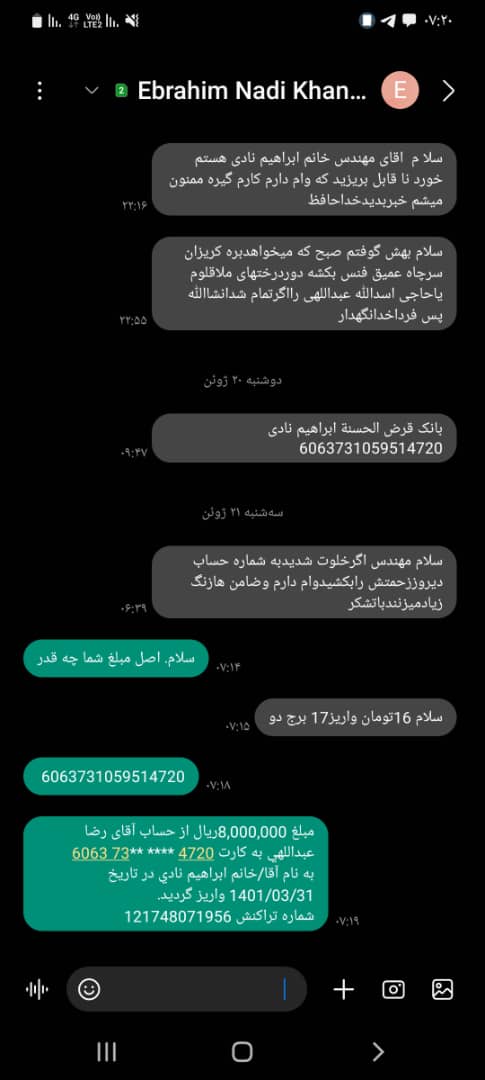 4G Vo) LTE2
۰۷:۲۰
2 Ebrahim Nadi Khan... E
سلا م اقای مهندس خانم ابراهیم نادی هستم
خورد نا قابل بریزید که وام دارم کارم گیره ممنون
میشم خبربدیدخداحافظ
۲۲:۱۶
سلام بهش گوفتم صبح که میخواهدبره کریزان
سرچاه عمیق فنس بکشه دوردرختهای ملاقلوم
یاحاجی اسدالله عبداللهی رااگرتمام شدانشاالله
پس فرداخدانگهدار
۲۲:۵۵
دوشنبه ۲۰ ژوئن
بانک قرض الحسنة ابراهیم نادی
6063731059514720
۰۹:۴۷
سه‌شنبه ۲۱ ژوئن
سلام مهندس اگرخلوت شدیدبه شماره حساب
دیروززحمتش رابکشیدوام دارم وضامن هازنگ
زیادمیزنندباتشکر
۰۶:۳۹
سلام. اصل مبلغ شما چه قدر
۰۷:۱۴
سلام 16تومان واریز17 برج دو
۰۷:۱۵
6063731059514720
۰۷:۱۸
مبلغ 8,000,000ریال از حساب آقای رضا
عبداللهي به کارت 4720 **** **73 6063
به نام آقا/خانم ابراهیم نادي در تاریخ
1401/03/31 واریز گردید.
شماره تراکنش 121748071956
۰۷:۱۹